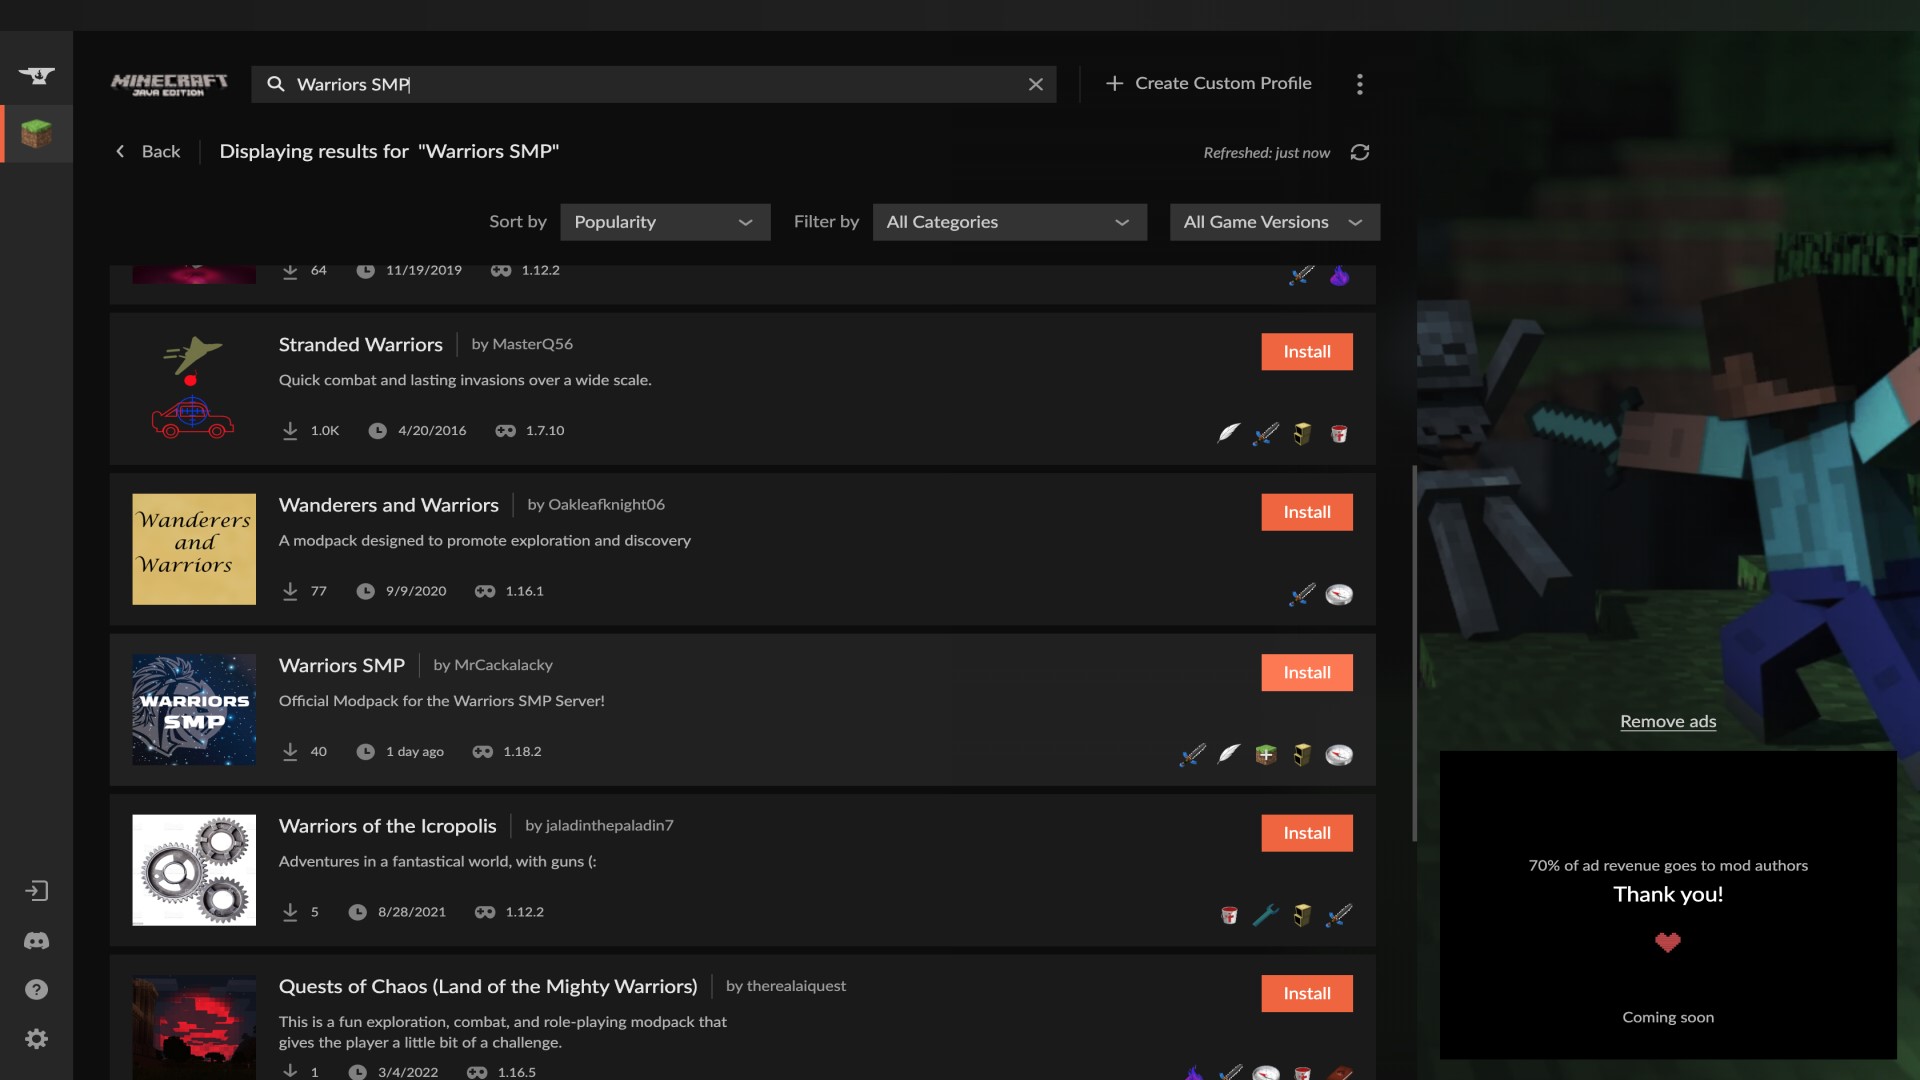 MINECRAFT
JAVA EDITION
Warriors SMP
Create Custom Profile
Back
Displaying results for "Warriors SMP"
Refreshed: just now
Sort by
Popularity
Filter by
All Categories
All Game Versions
64
11/19/2019
1.12.2
Stranded Warriors
by MasterQ56
Install
Quick combat and lasting invasions over a wide scale.
1.0K
4/20/2016
1.7.10
Wanderers
and
Warriors
Wanderers and Warriors
by Oakleafknight06
Install
A modpack designed to promote exploration and discovery
77
9/9/2020
1.16.1
WARRIORS
SMP
Warriors SMP
by MrCackalacky
Install
Official Modpack for the Warriors SMP Server!
40
1 day ago
1.18.2
Warriors of the Icropolis
by jaladinthepaladin7
Install
Adventures in a fantastical world, with guns (:
5
8/28/2021
1.12.2
Quests of Chaos (Land of the Mighty Warriors)
by therealaiquest
Install
This is a fun exploration, combat, and role-playing modpack that
gives the player a little bit of a challenge.
1
3/4/2022
1.16.5
Remove ads
70% of ad revenue goes to mod authors
Thank you!
Coming soon